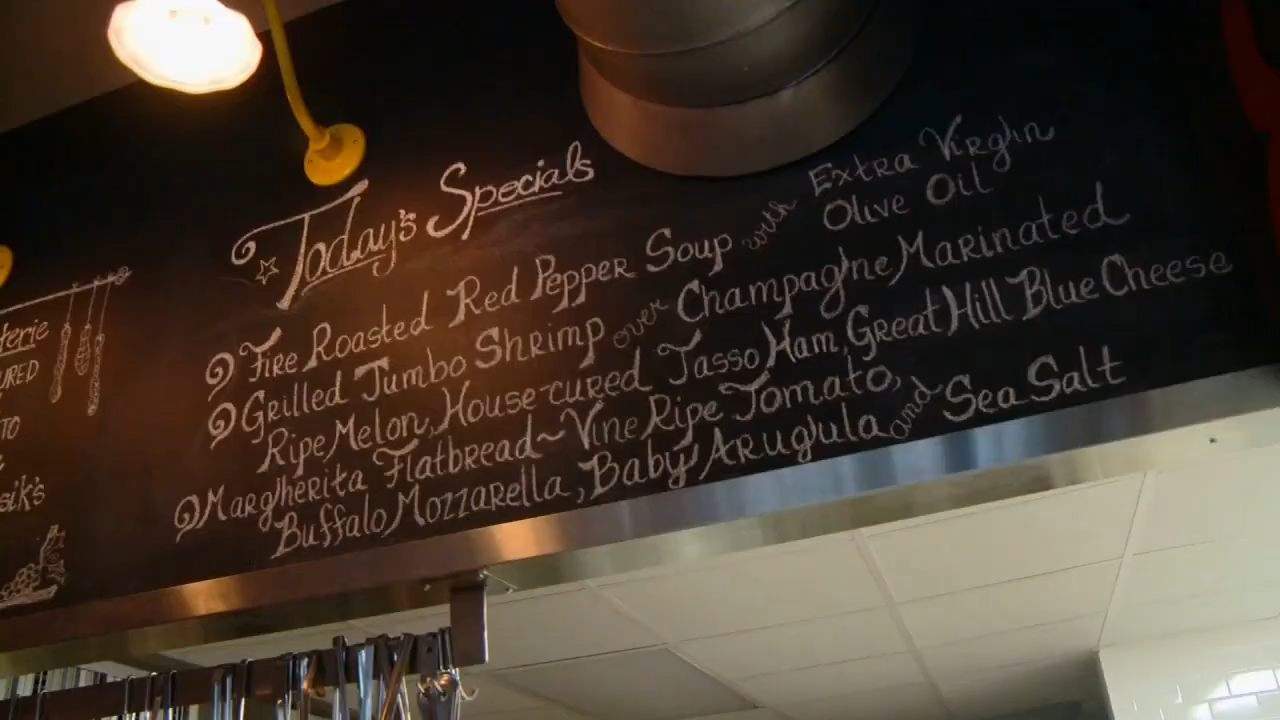 Today's Specials
Fire Roasted Red Pepper Soup with Extra Virgin
Olive Oil
Grilled Jumbo Shrimp over Champagne Marinated
Ripe Melon, House-cured Tasso Ham, Great Hill Blue Cheese
Margherita Flatbread~Vine Ripe Tomato,
Buffalo Mozzarella, Baby Arugula and Sea Salt